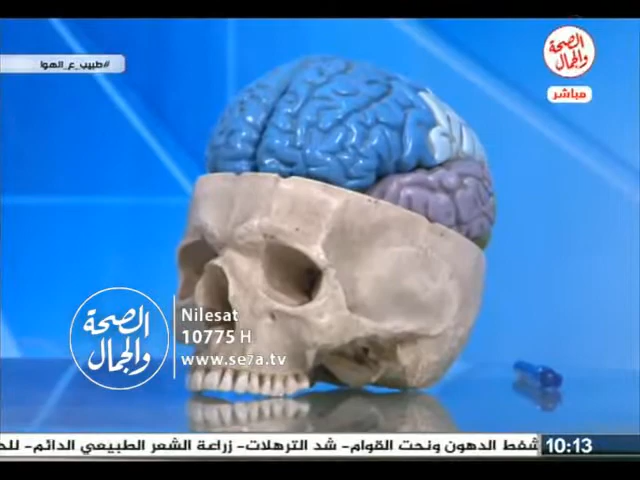 #طبيب_ع_الهوا
الصحة
والجمال
مباشر
الصحة
والجمال
Nilesat
10775 H
www.se7a.tv
شفط الدهون ونحت القوام- شد الترهلات- زراعة الشعر الطبيعي الدائم- للح
10:13